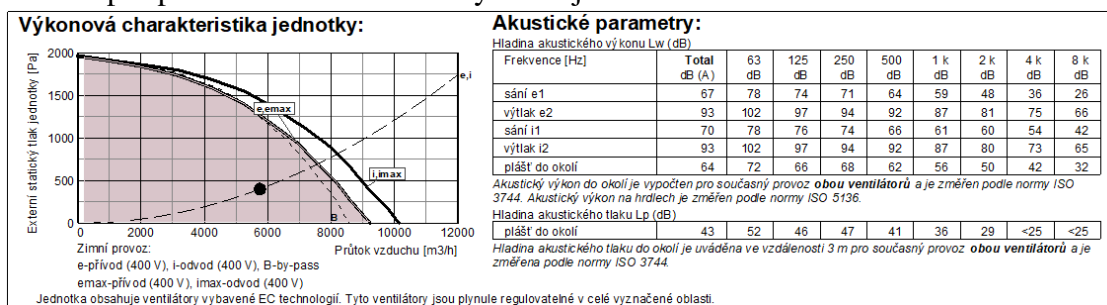 Výkonová charakteristika jednotky:
2000
1500
1000
500
0
Externí statický tlak jednotky [Pa]
e,i
e,emax
i,imax
B
0 2000 4000 6000 8000 10000 12000
Zimní provoz: Průtok vzduchu [m3/h]
e-přívod (400 V), i-odvod (400 V), B-by-pass
emax-přívod (400 V), imax-odvod (400 V)
Jednotka obsahuje ventilátory vybavené EC technologií. Tyto ventilátory jsou plynule regulovatelné v celé vyznačené oblasti.
Akustické parametry:
Hladina akustického výkonu Lw (dB)
Frekvence [Hz] Total 63 125 250 500 1 k 2 k 4 k 8 k
dB (A) dB dB dB dB dB dB dB dB
sání e1 67 78 74 71 64 59 48 36 26
výtlak e2 93 102 97 94 92 87 81 75 66
sání i1 70 78 76 74 66 61 60 54 42
výtlak i2 93 102 97 94 92 87 80 73 65
plášť do okolí 64 72 66 68 62 56 50 42 32
Akustický výkon do okolí je vypočten pro současný provoz obou ventilátorů a je změřen podle normy ISO
3744. Akustický výkon na hrdlech je změřen podle normy ISO 5136.
Hladina akustického tlaku Lp (dB)
plášť do okolí 43 52 46 47 41 36 29 <25 <25
Hladina akustického tlaku do okolí je uváděna ve vzdálenosti 3 m pro současný provoz obou ventilátorů a je
změřena podle normy ISO 3744.